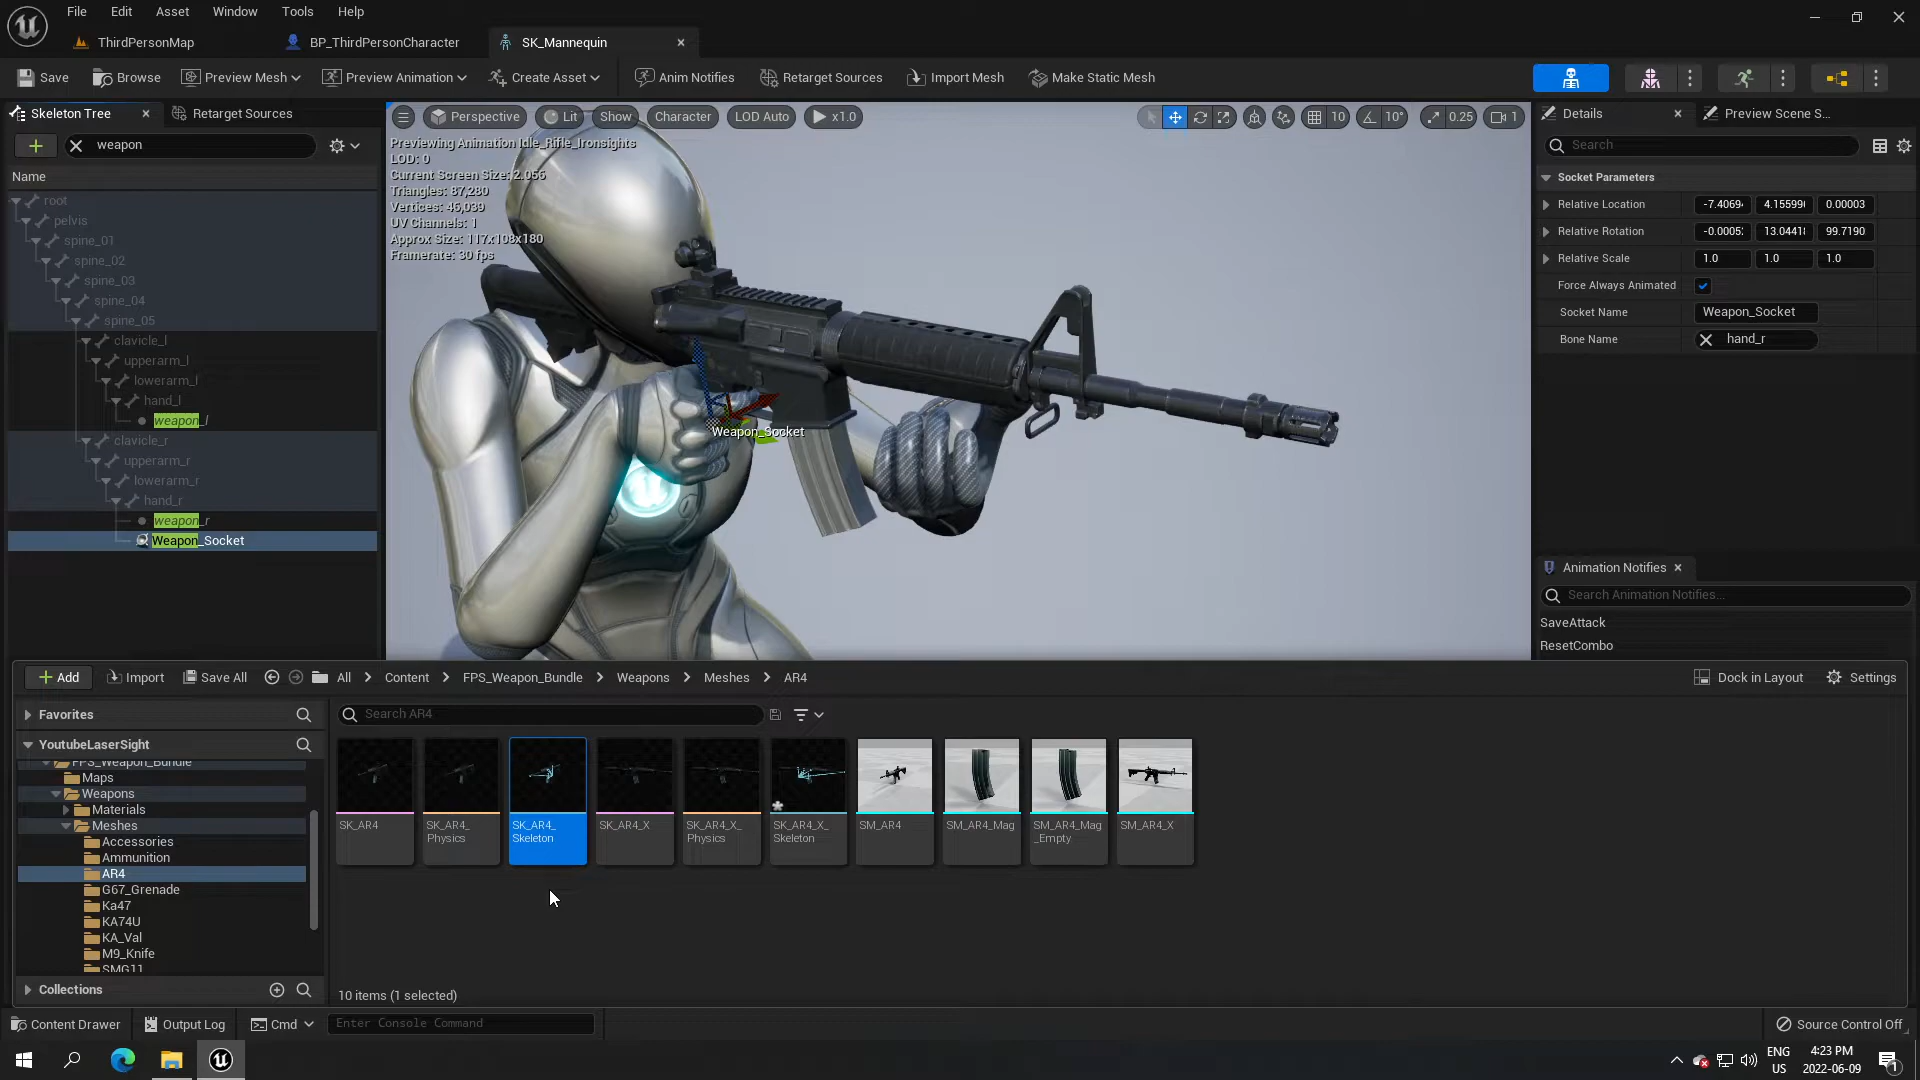 File Edit Asset Window Tools Help
ThirdPersonMap BP_ThirdPersonCharacter SK_Mannequin
Save Browse Preview Mesh Preview Animation Create Asset Anim Notifies Retarget Sources Import Mesh Make Static Mesh
Skeleton Tree Retarget Sources
weapon
Name
root
pelvis
spine_01
spine_02
spine_03
spine_04
spine_05
clavicle_l
upperarm_l
lowerarm_l
hand_l
weapon_l
clavicle_r
upperarm_r
lowerarm_r
hand_r
weapon_r
Weapon_Socket
Perspective Lit Show Character LOD Auto x1.0 10 10° 0.25 1
Previewing Animation Idle_Rifle_Ironsights
LOD: 0
Current Screen Size: 2.056
Triangles: 87,280
Vertices: 46,039
UV Channels: 1
Approx Size: 117x108x180
Framerate: 30 fps
Weapon_Socket
Details Preview Scene S...
Search
Socket Parameters
Relative Location -7.4069 4.15599 0.00003
Relative Rotation -0.0005 13.0441 99.7190
Relative Scale 1.0 1.0 1.0
Force Always Animated
Socket Name Weapon_Socket
Bone Name hand_r
Animation Notifies
Search Animation Notifies...
SaveAttack
ResetCombo
Add Import Save All All Content FPS_Weapon_Bundle Weapons Meshes AR4 Dock in Layout Settings
Favorites
YoutubeLaserSight
FPS_Weapon_Bundle
Maps
Weapons
Materials
Meshes
Accessories
Ammunition
AR4
G67_Grenade
Ka47
KA74U
KA_Val
M9_Knife
SMG11
Collections
Search AR4
SK_AR4
SK_AR4_
Physics
SK_AR4_
Skeleton
SK_AR4_X
SK_AR4_X_
Physics
SK_AR4_X_
Skeleton
SM_AR4
SM_AR4_Mag
SM_AR4_Mag
_Empty
SM_AR4_X
10 items (1 selected)
Content Drawer Output Log Cmd Enter Console Command Source Control Off
ENG
US
4:23 PM
2022-06-09
1